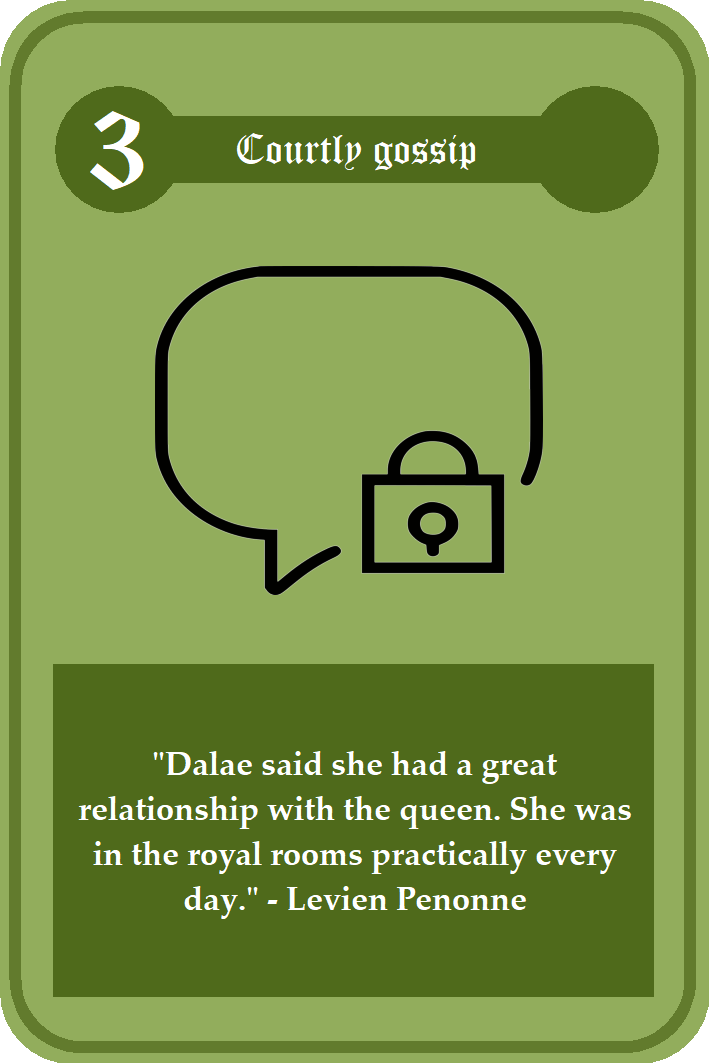 3
Courtly gossip
"Dalae said she had a great
relationship with the queen. She was
in the royal rooms practically every
day." - Levien Penonne